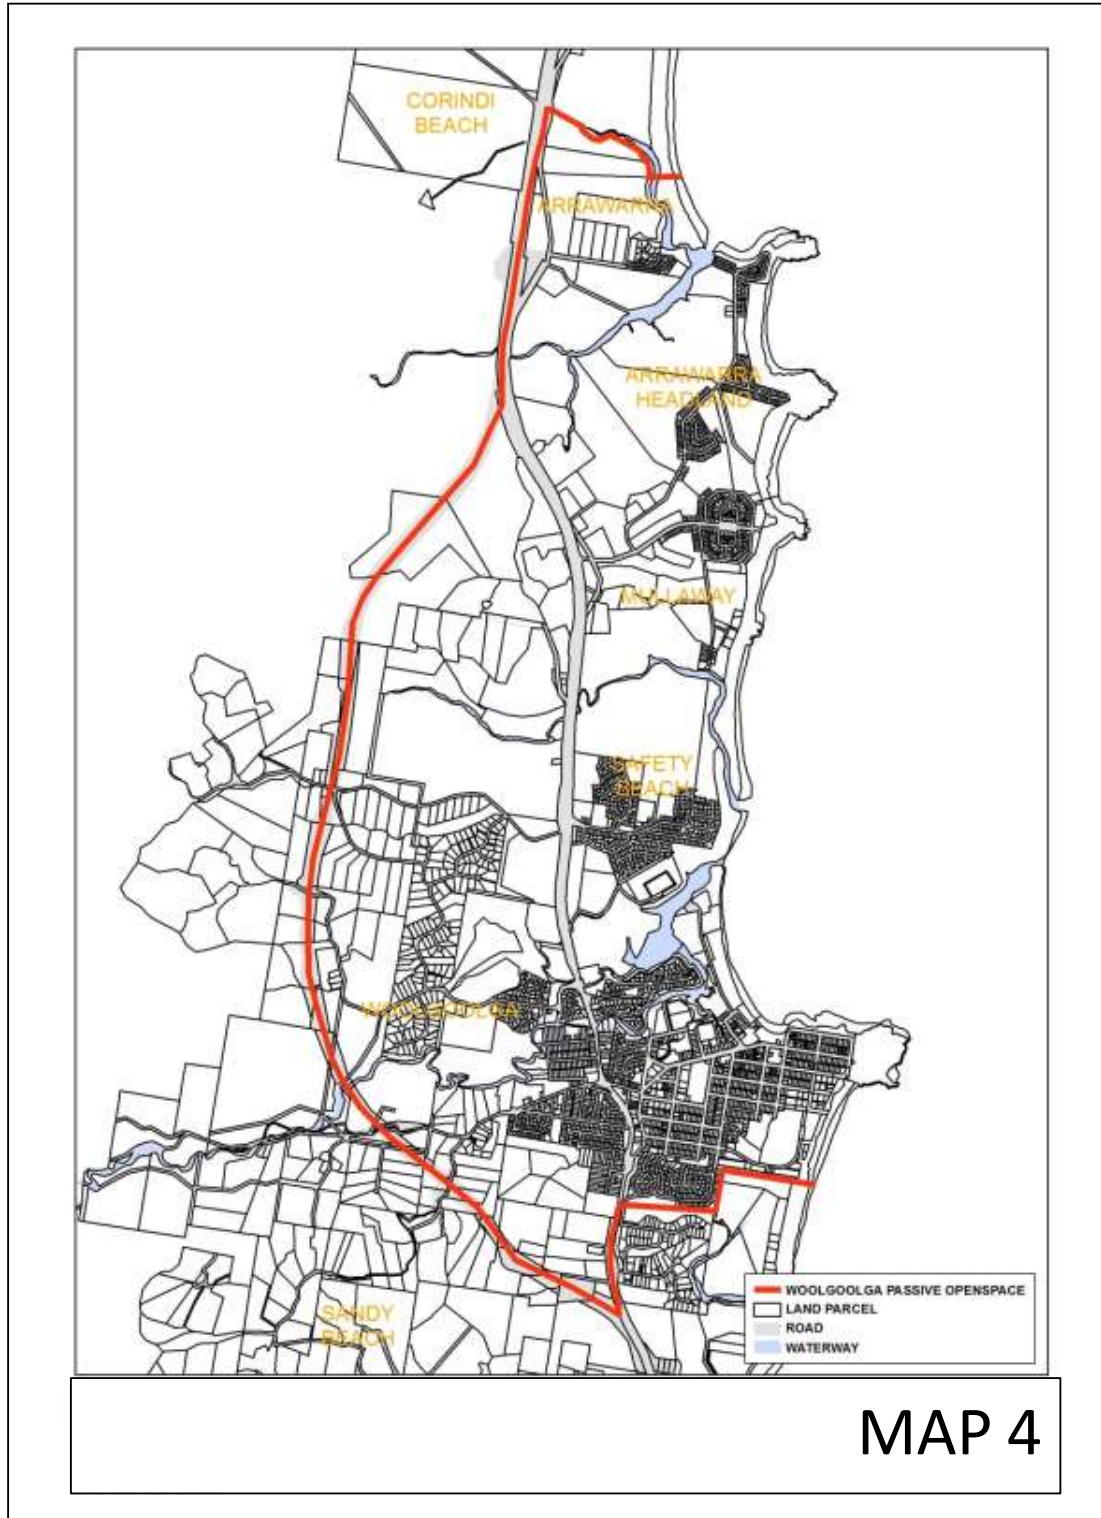 CORINDI
BEACH
ARRAWARRA
ARRAWARRA
HEADLAND
MULLAWAY
SAFETY
BEACH
WOOLGOOLGA
SANDY
BEACH
WOOLGOOLGA PASSIVE OPENSPACE
LAND PARCEL
ROAD
WATERWAY
MAP 4